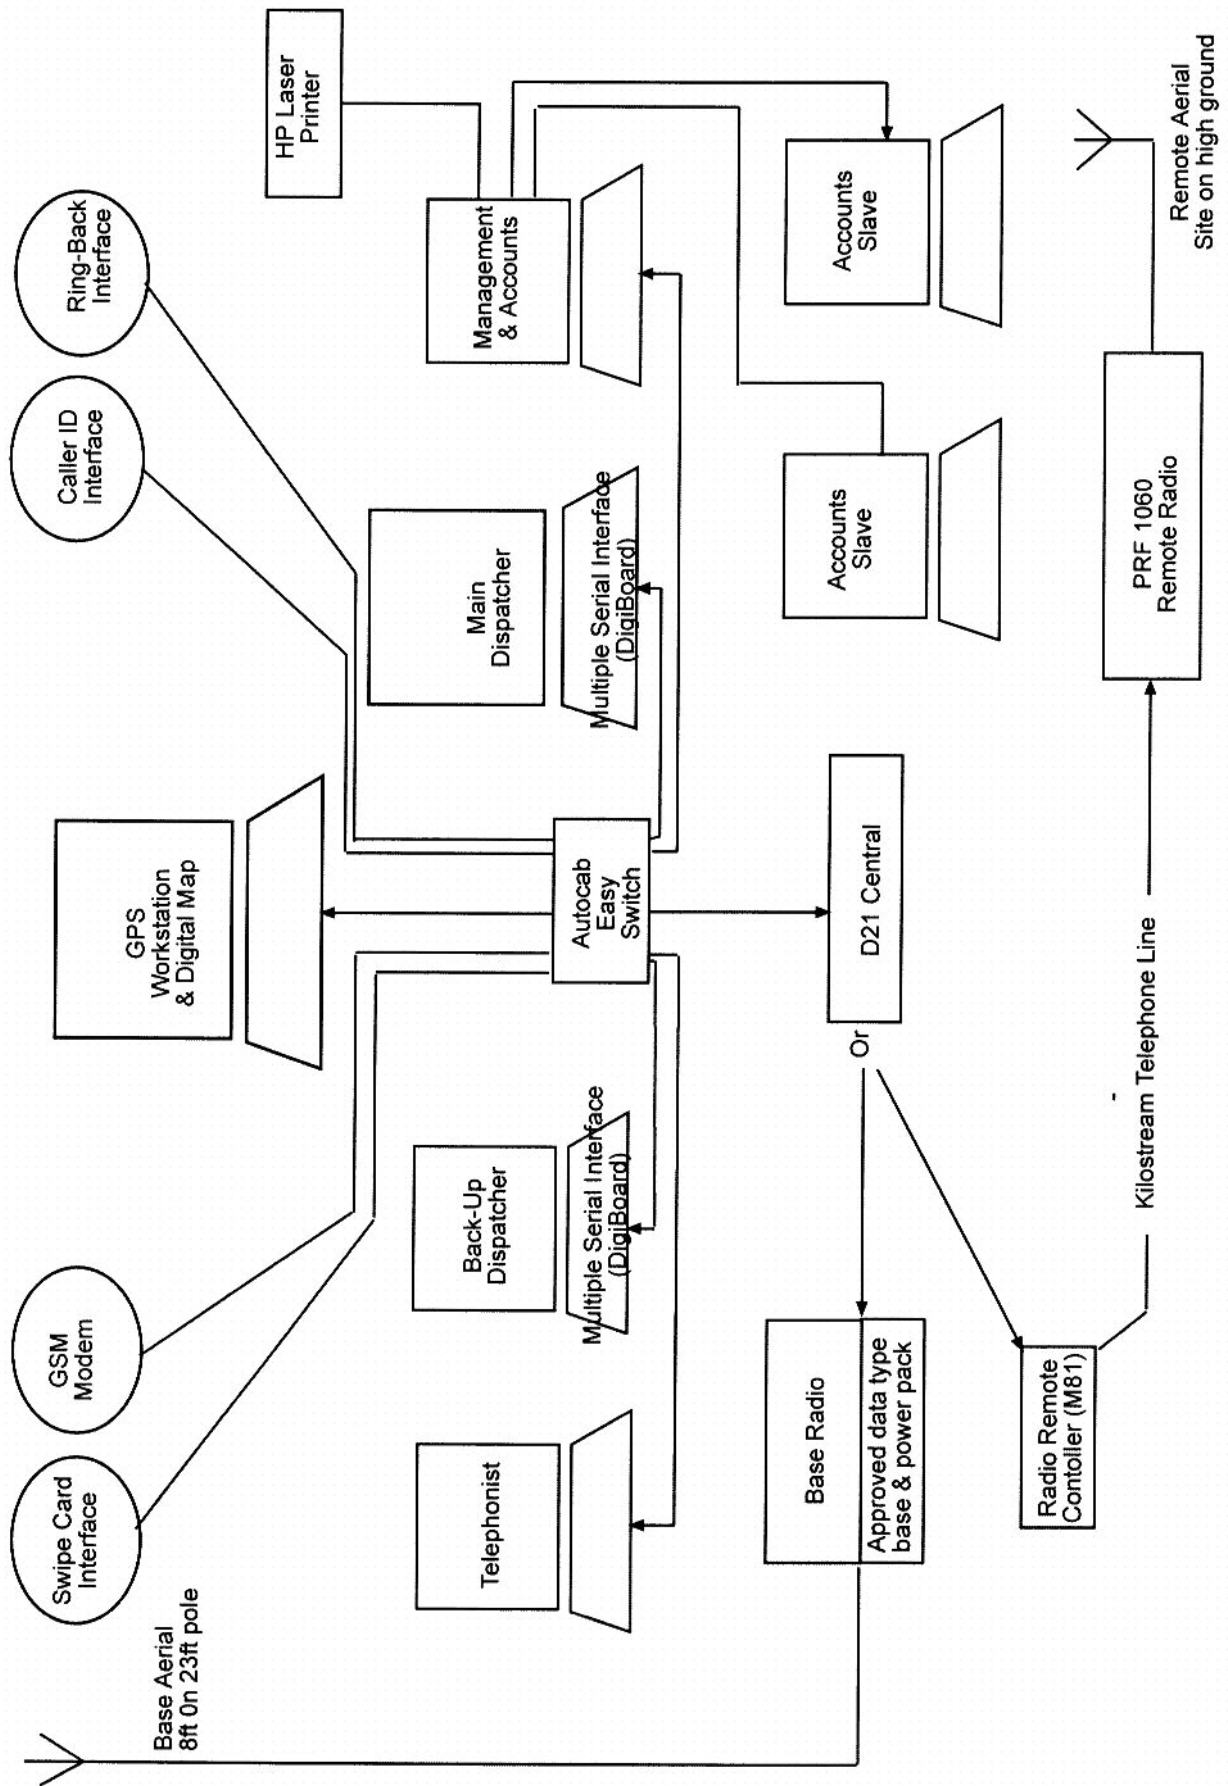 Base Aerial
8ft 0n 23ft pole
Swipe Card
Interface
GSM
Modem
GPS
Workstation
& Digital Map
Caller ID
Interface
Ring-Back
Interface
HP Laser
Printer
Telephonist
Back-Up
Dispatcher
Multiple Serial Interface
(DigiBoard)
Autocab
Easy
Switch
Main
Dispatcher
Multiple Serial Interface
(DigiBoard)
Management
& Accounts
Base Radio
Approved data type
base & power pack
Or
D21 Central
Accounts
Slave
Accounts
Slave
Radio Remote
Contoller (M81)
Kilostream Telephone Line
PRF 1060
Remote Radio
Remote Aerial
Site on high ground